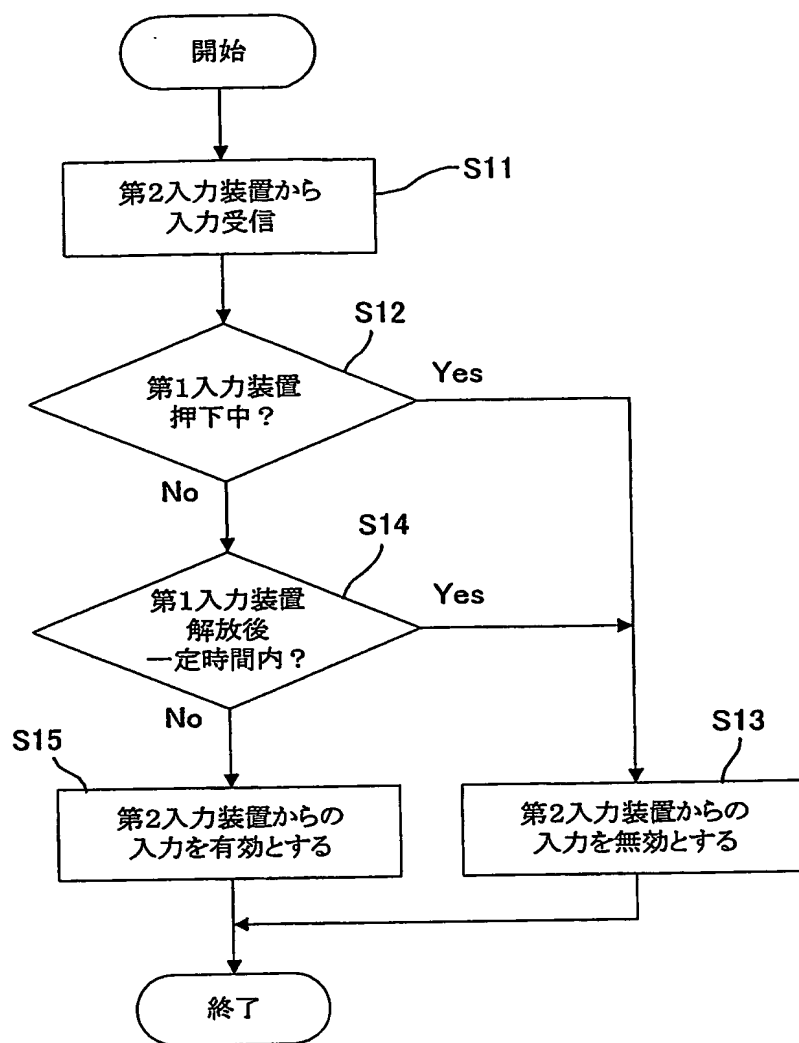 開始
S11
第2入力装置から
入力受信
S12
第1入力装置
押下中?
Yes
No
S14
第1入力装置
解放後
一定時間内?
Yes
No
S15
第2入力装置からの
入力を有効とする
S13
第2入力装置からの
入力を無効とする
終了